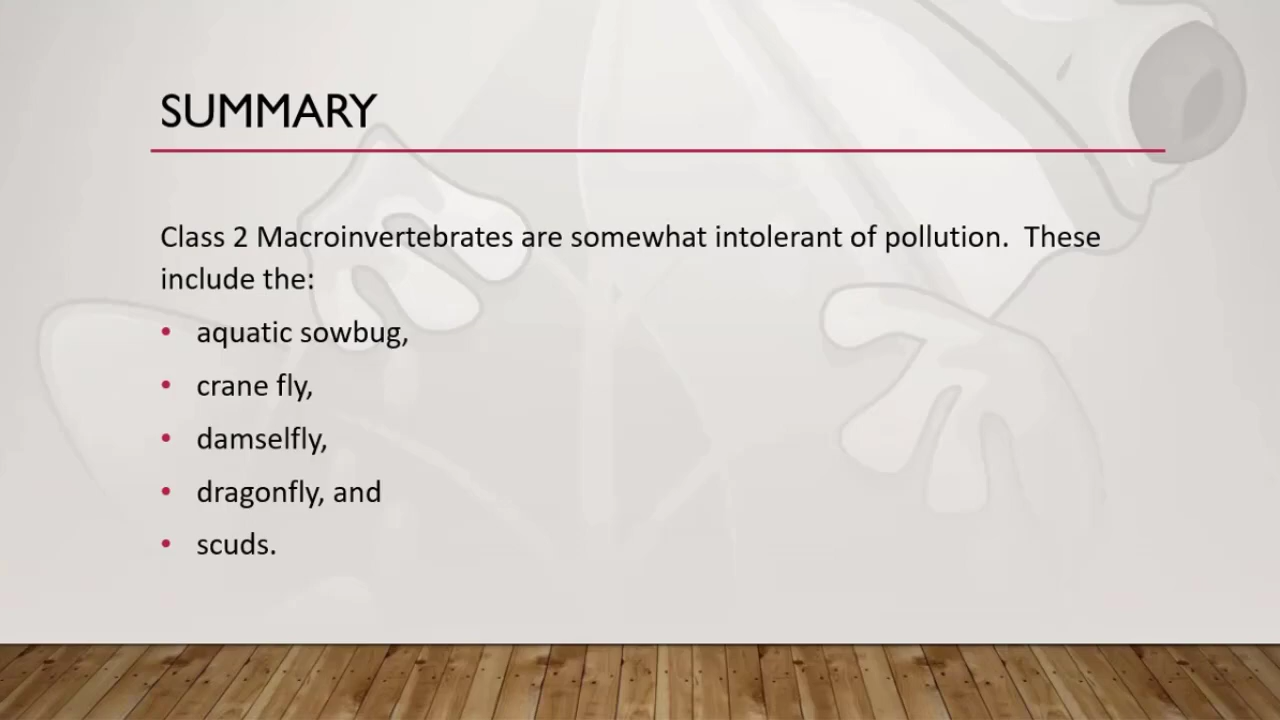 SUMMARY
Class 2 Macroinvertebrates are somewhat intolerant of pollution.  These
include the:
• aquatic sowbug,
• crane fly,
• damselfly,
• dragonfly, and
• scuds.